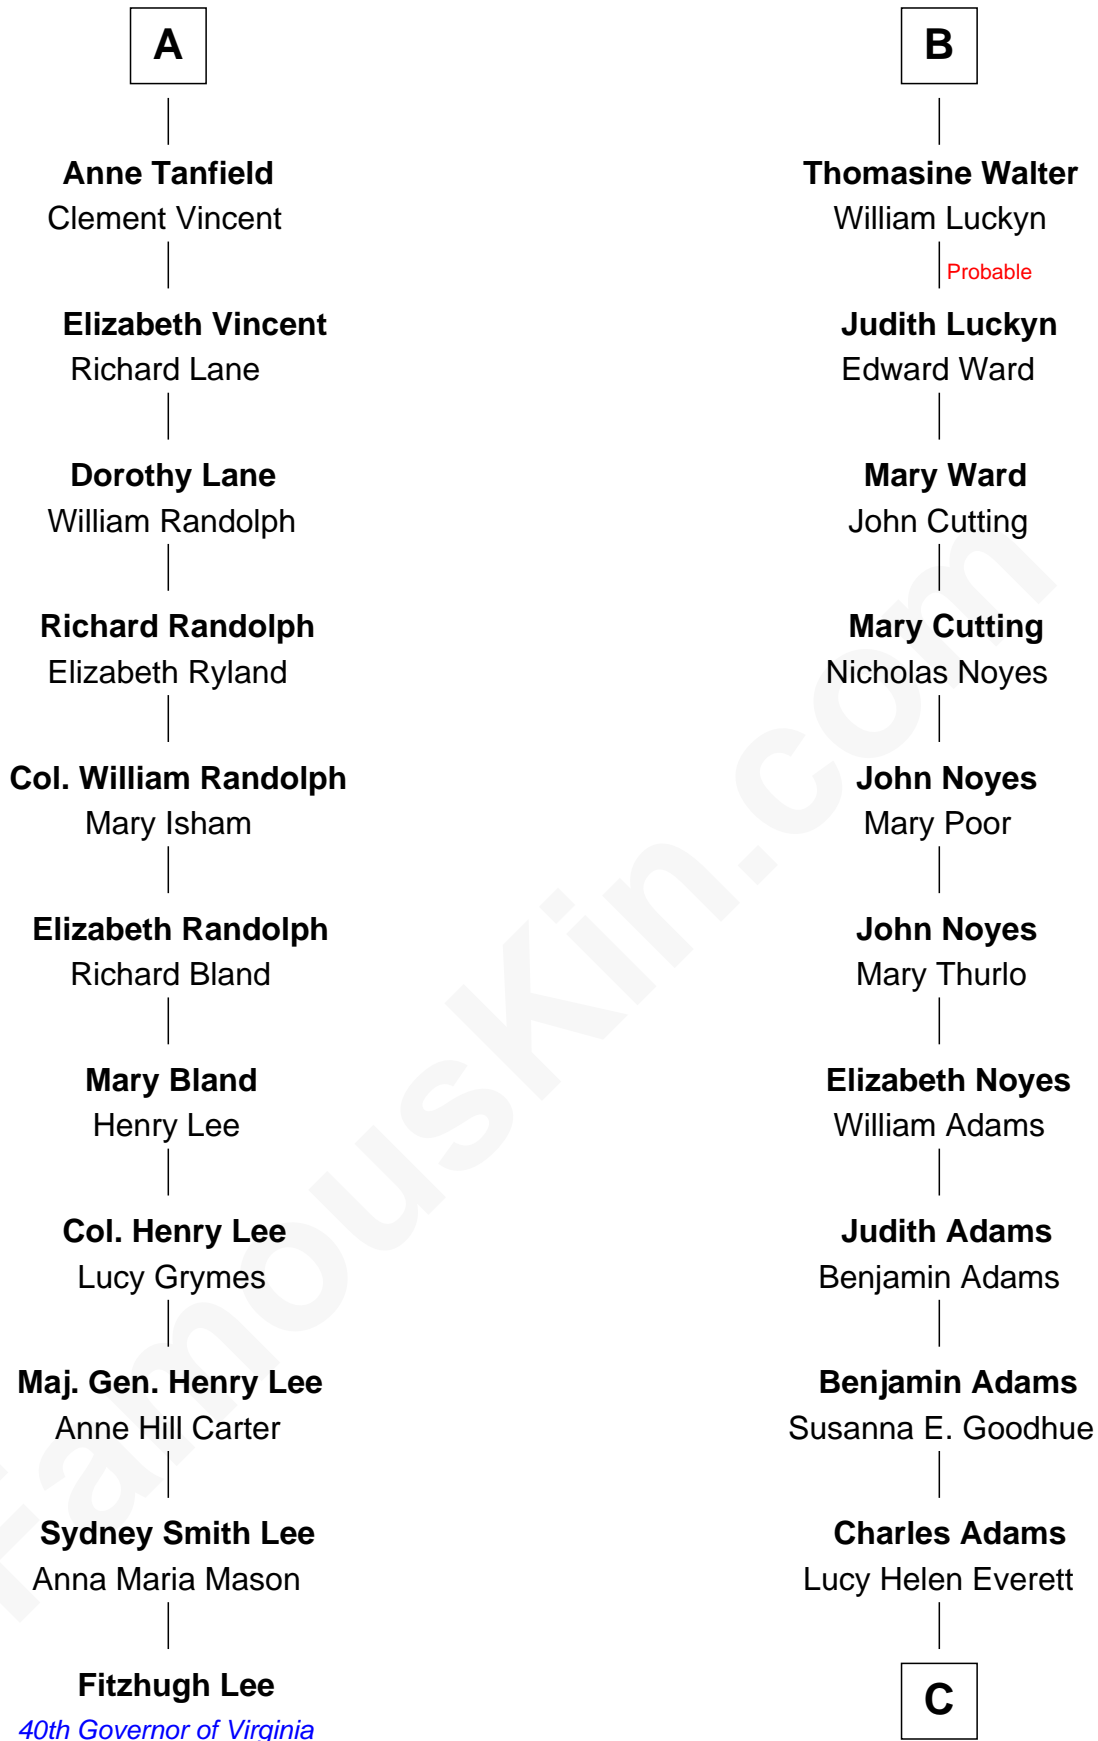 A
Anne Tanfield
Clement Vincent
Elizabeth Vincent
Richard Lane
Dorothy Lane
William Randolph
Richard Randolph
Elizabeth Ryland
Col. William Randolph
Mary Isham
Elizabeth Randolph
Richard Bland
Mary Bland
Henry Lee
Col. Henry Lee
Lucy Grymes
Maj. Gen. Henry Lee
Anne Hill Carter
Sydney Smith Lee
Anna Maria Mason
Fitzhugh Lee
40th Governor of Virginia
B
Thomasine Walter
William Luckyn
Probable
Judith Luckyn
Edward Ward
Mary Ward
John Cutting
Mary Cutting
Nicholas Noyes
John Noyes
Mary Poor
John Noyes
Mary Thurlo
Elizabeth Noyes
William Adams
Judith Adams
Benjamin Adams
Benjamin Adams
Susanna E. Goodhue
Charles Adams
Lucy Helen Everett
C
FamousKin.com